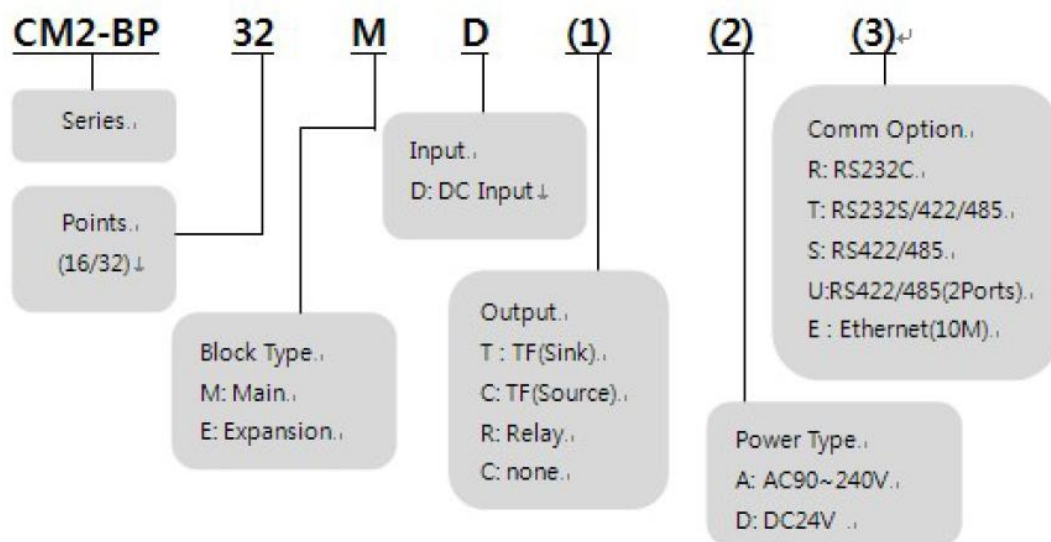 CM2-BP 32 M D (1) (2) (3)
Series.
Points.
(16/32)
Block Type.
M: Main.
E: Expansion.
Input.
D: DC Input
Output.
T : TF(Sink).
C: TF(Source).
R: Relay.
C: none.
Power Type.
A: AC90~240V.
D: DC24V .
Comm Option.
R: RS232C.
T: RS232S/422/485.
S: RS422/485.
U:RS422/485(2Ports).
E : Ethernet(10M).